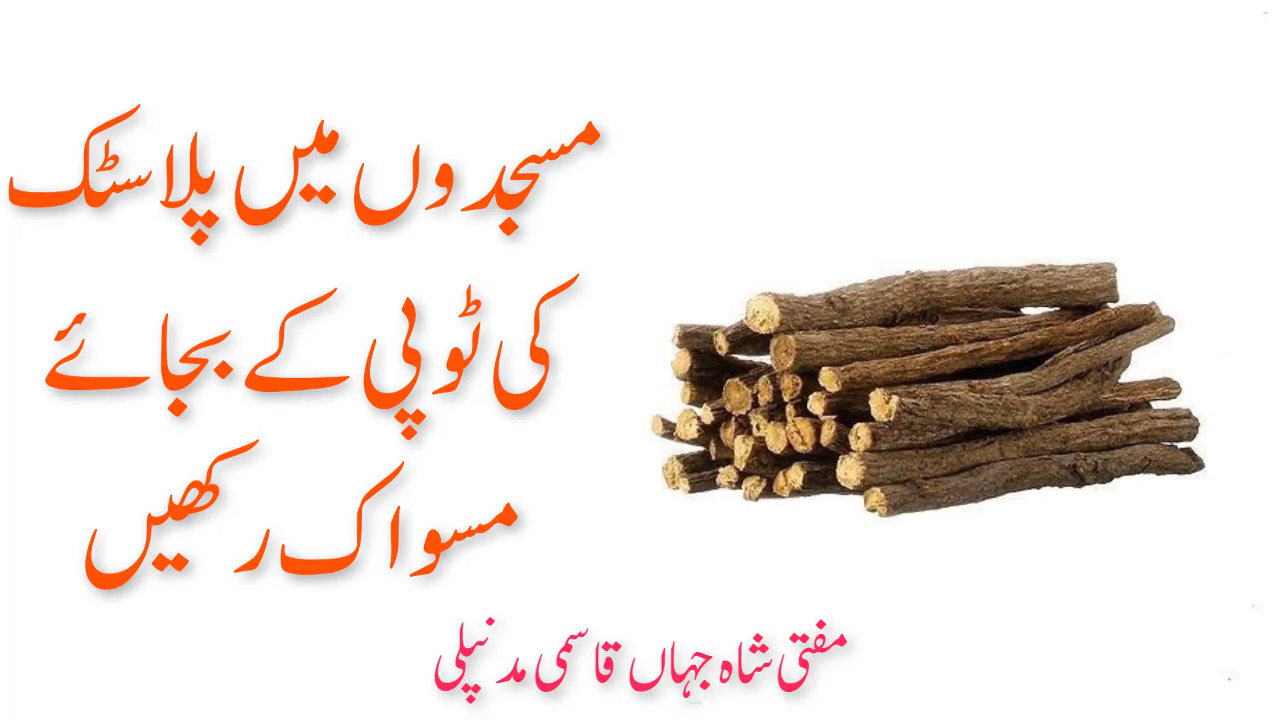 مسجدوں میں پلاسٹک
کی ٹوپی کے بجائے
مسواک رکھیں
مفتی شاہ جہاں قاسمی مدنپلی